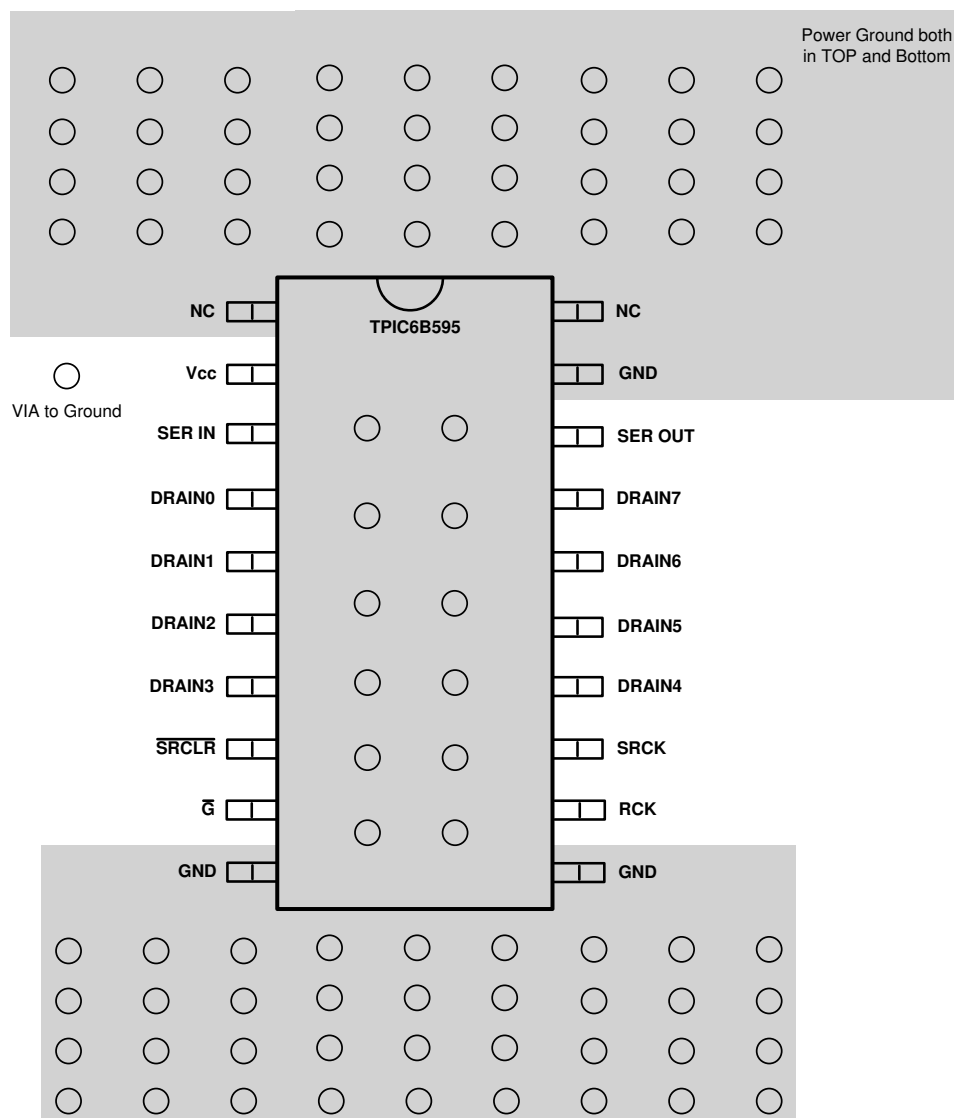 Power Ground both
in TOP and Bottom
TPIC6B595
NC
NC
Vcc
GND
VIA to Ground
SER IN
SER OUT
DRAIN0
DRAIN7
DRAIN1
DRAIN6
DRAIN2
DRAIN5
DRAIN3
DRAIN4
S̅R̅C̅L̅R̅
SRCK
G̅
RCK
GND
GND